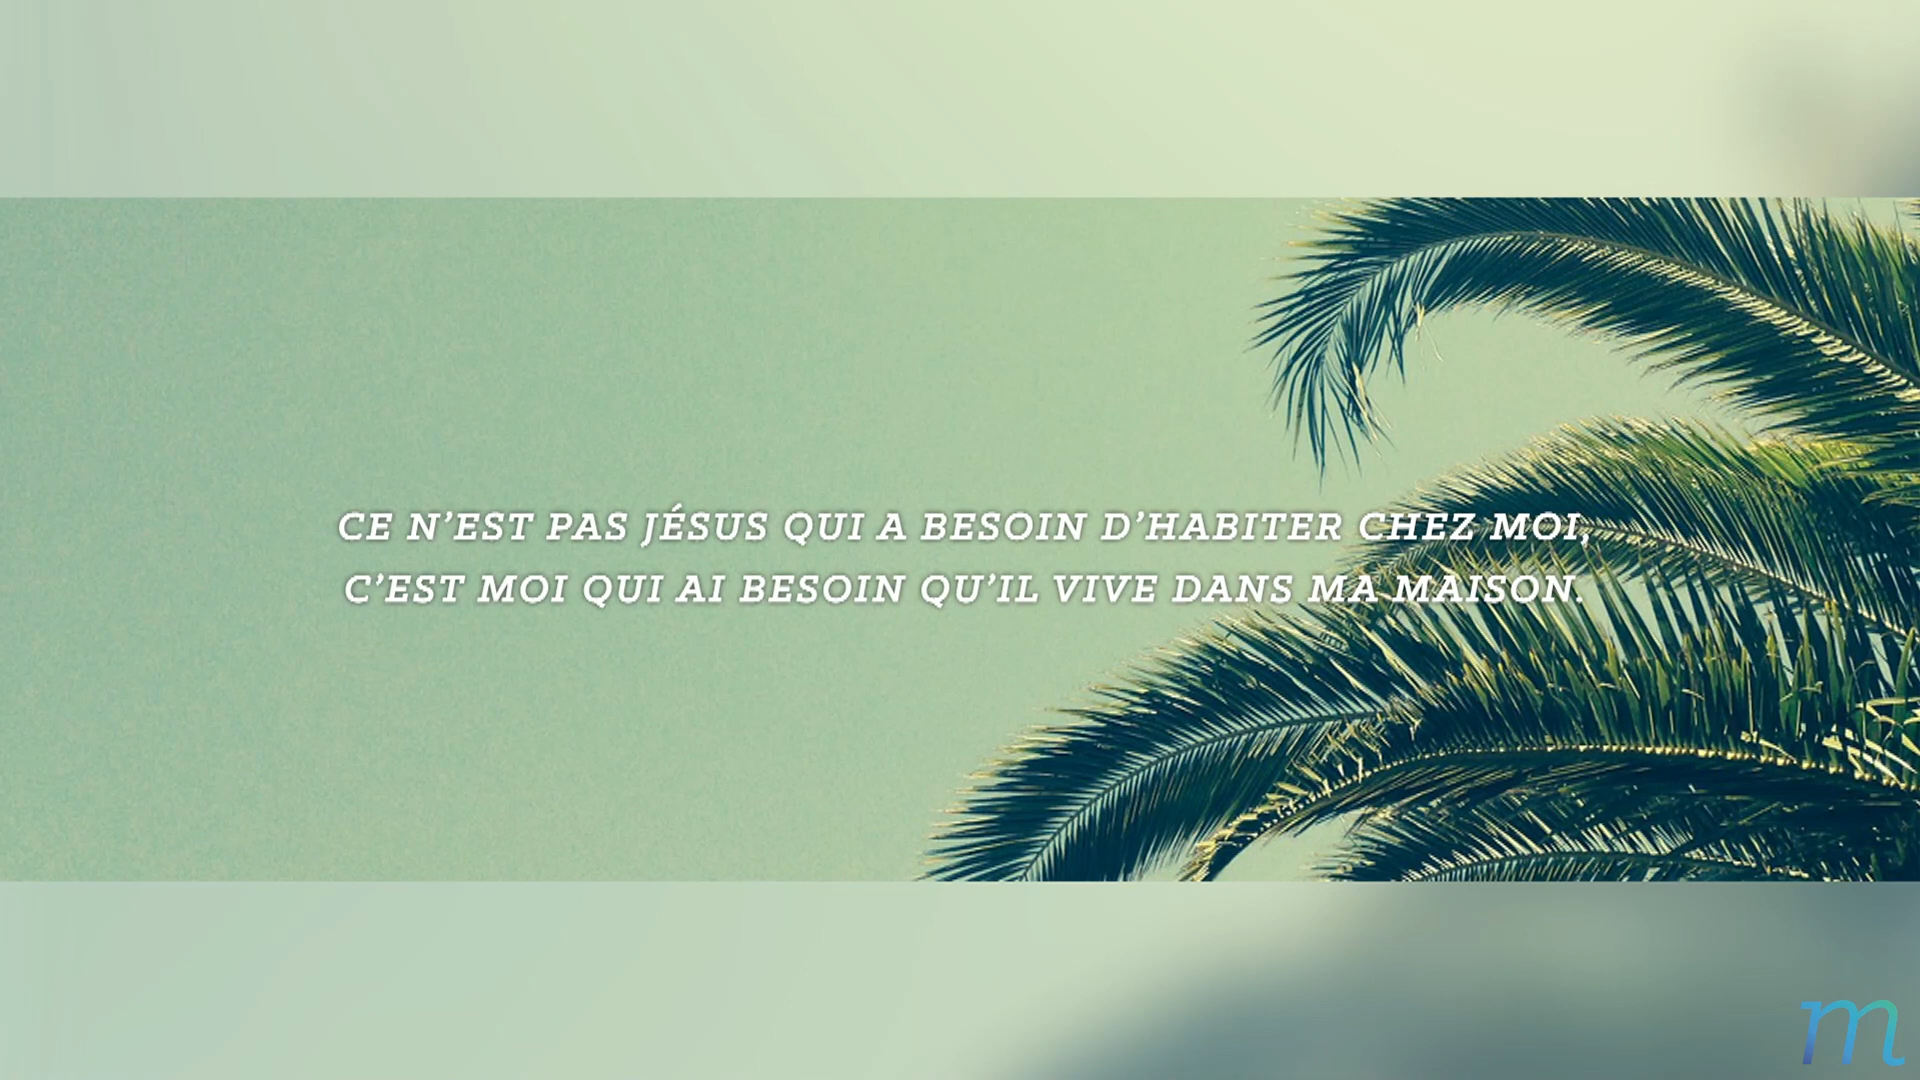 CE N’EST PAS JÉSUS QUI A BESOIN D’HABITER CHEZ MOI,
C’EST MOI QUI AI BESOIN QU’IL VIVE DANS MA MAISON.
m